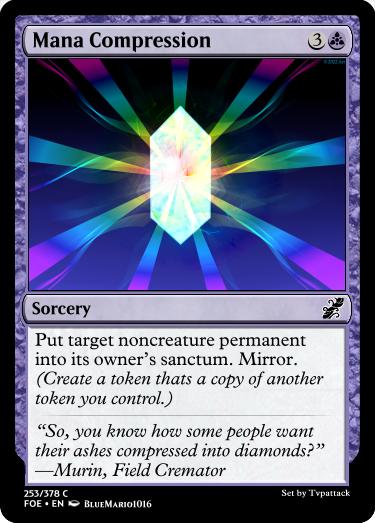 Mana Compression 3
©2022 Art
Sorcery
Put target noncreature permanent
into its owner's sanctum. Mirror.
(Create a token thats a copy of another
token you control.)
“So, you know how some people want
their ashes compressed into diamonds?”
—Murin, Field Cremator
253/378 C
FOE • EN BlueMario1016
Set by Tvpattack